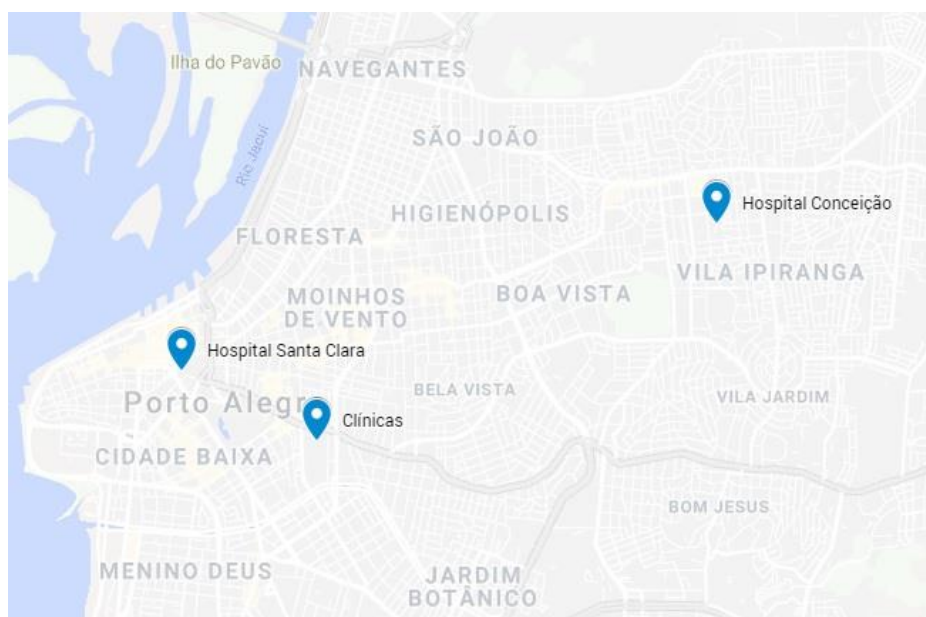 Ilha do Pavão
NAVEGANTES
Rio Jacuí
SÃO JOÃO
Hospital Conceição
HIGIENÓPOLIS
FLORESTA
VILA IPIRANGA
MOINHOS
DE VENTO
BOA VISTA
Hospital Santa Clara
BELA VISTA
VILA JARDIM
Porto Alegr
Clínicas
CIDADE BAIXA
BOM JESUS
MENINO DEUS
JARDIM
BOTÂNICO